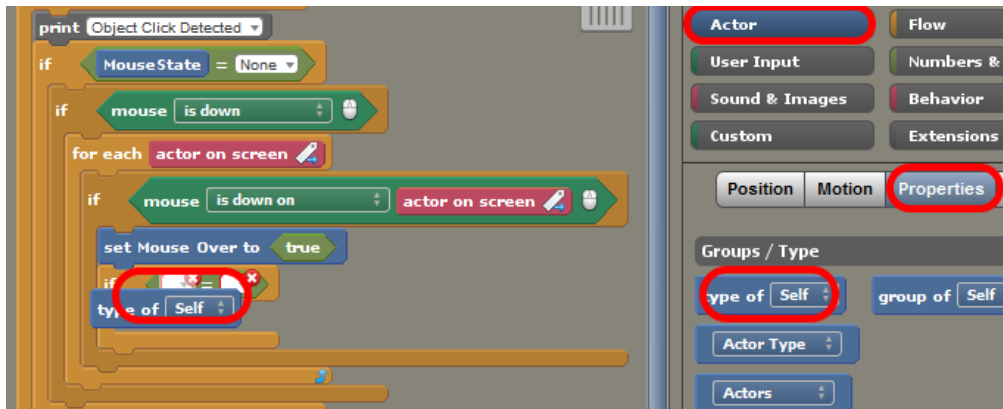 print Object Click Detected
if MouseState = None
if mouse is down
for each actor on screen
if mouse is down on actor on screen
set Mouse Over to true
if =
type of Self
Actor Flow
User Input Numbers &
Sound & Images Behavior
Custom Extensions
Position Motion Properties
Groups / Type
type of Self group of Self
Actor Type
Actors